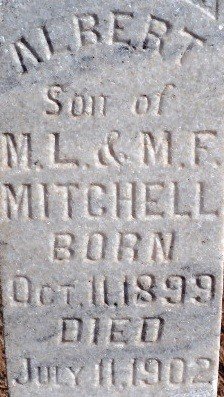 ALBERT
Son of
M.L. & M.F.
MITCHELL
BORN
OCT. 11, 1899
DIED
JULY 11, 1902